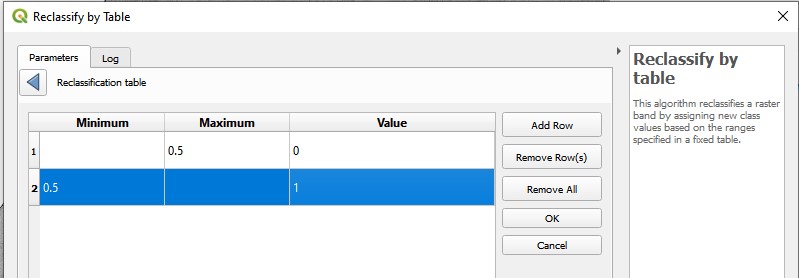 Reclassify by Table
Parameters
Log
Reclassification table
Minimum Maximum Value
1 0.5 0
2 0.5 1
Add Row
Remove Row(s)
Remove All
OK
Cancel
Reclassify by
table
This algorithm reclassifies a raster
band by assigning new class
values based on the ranges
specified in a fixed table.